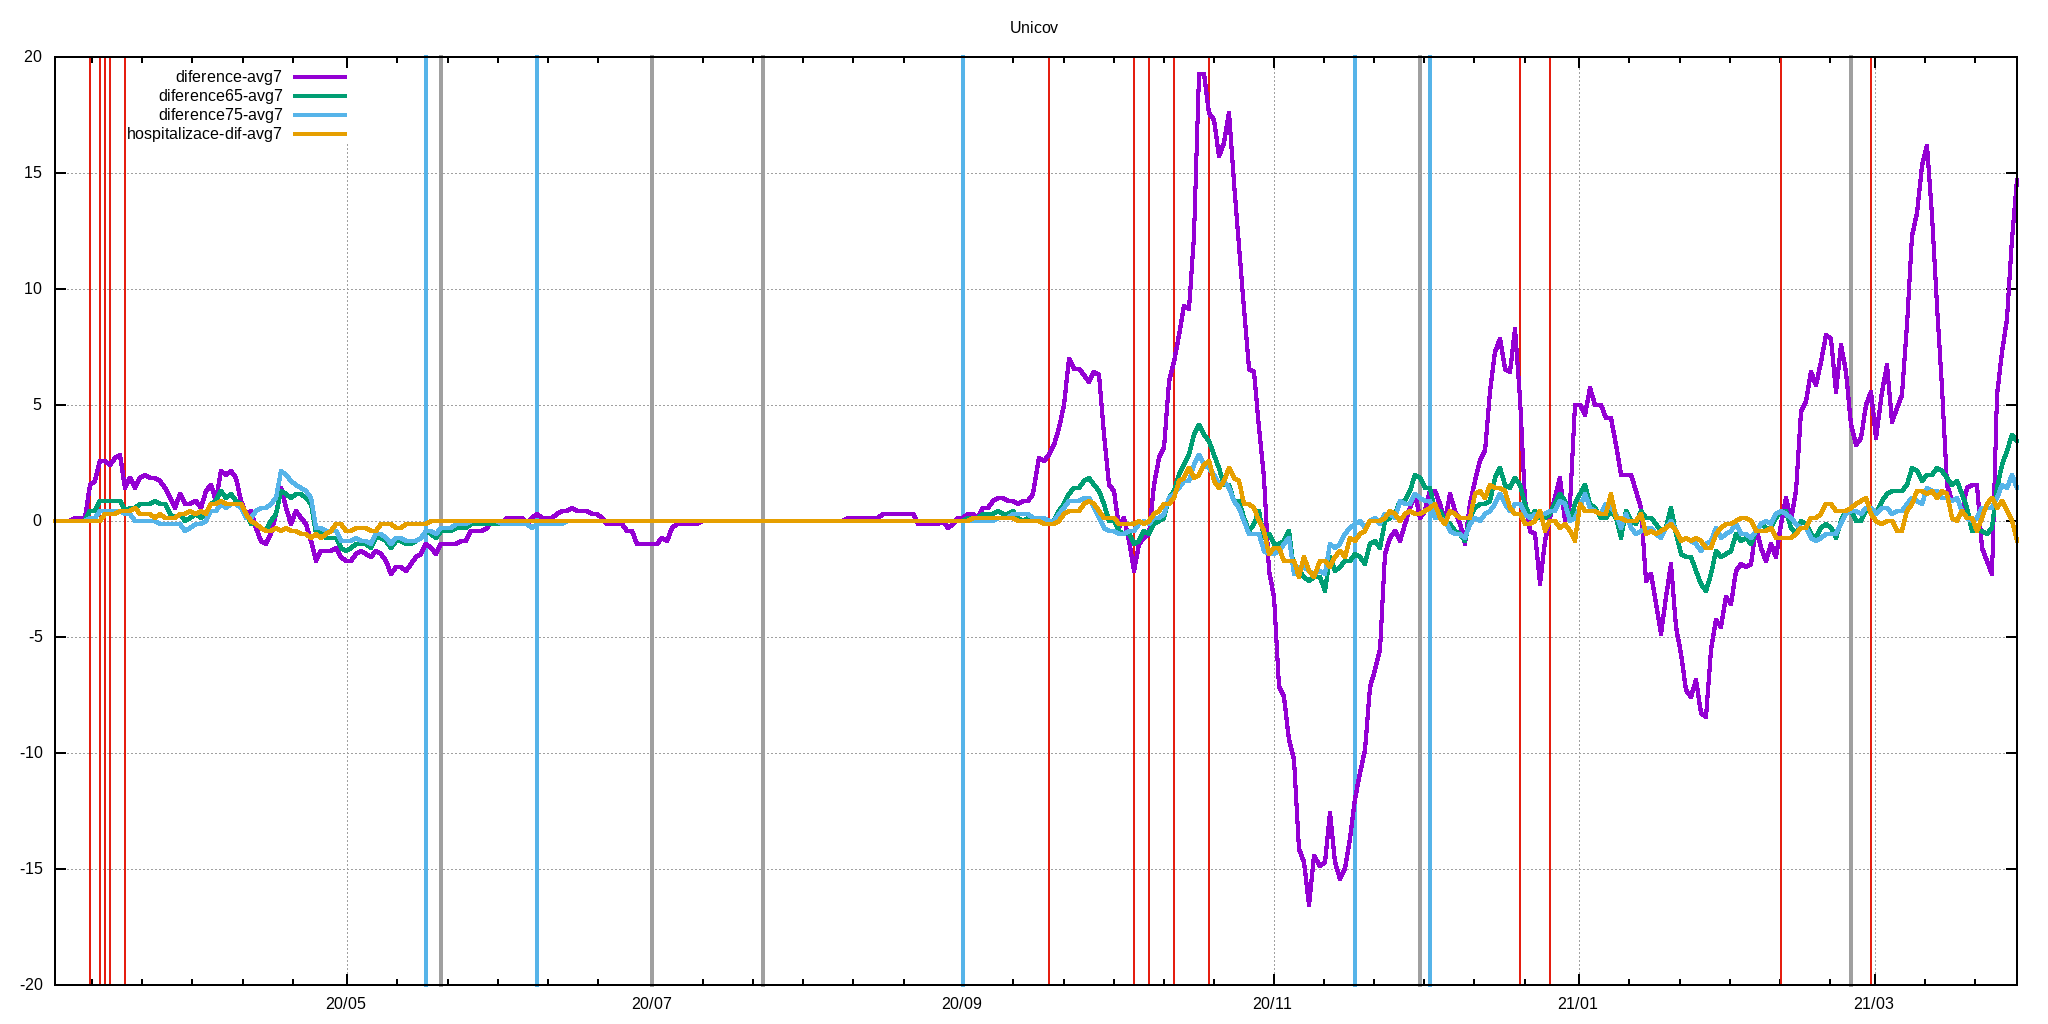 Unicov
diference-avg7
diference65-avg7
diference75-avg7
hospitalizace-dif-avg7
20
15
10
5
0
-5
-10
-15
-20
20/05 20/07 20/09 20/11 21/01 21/03